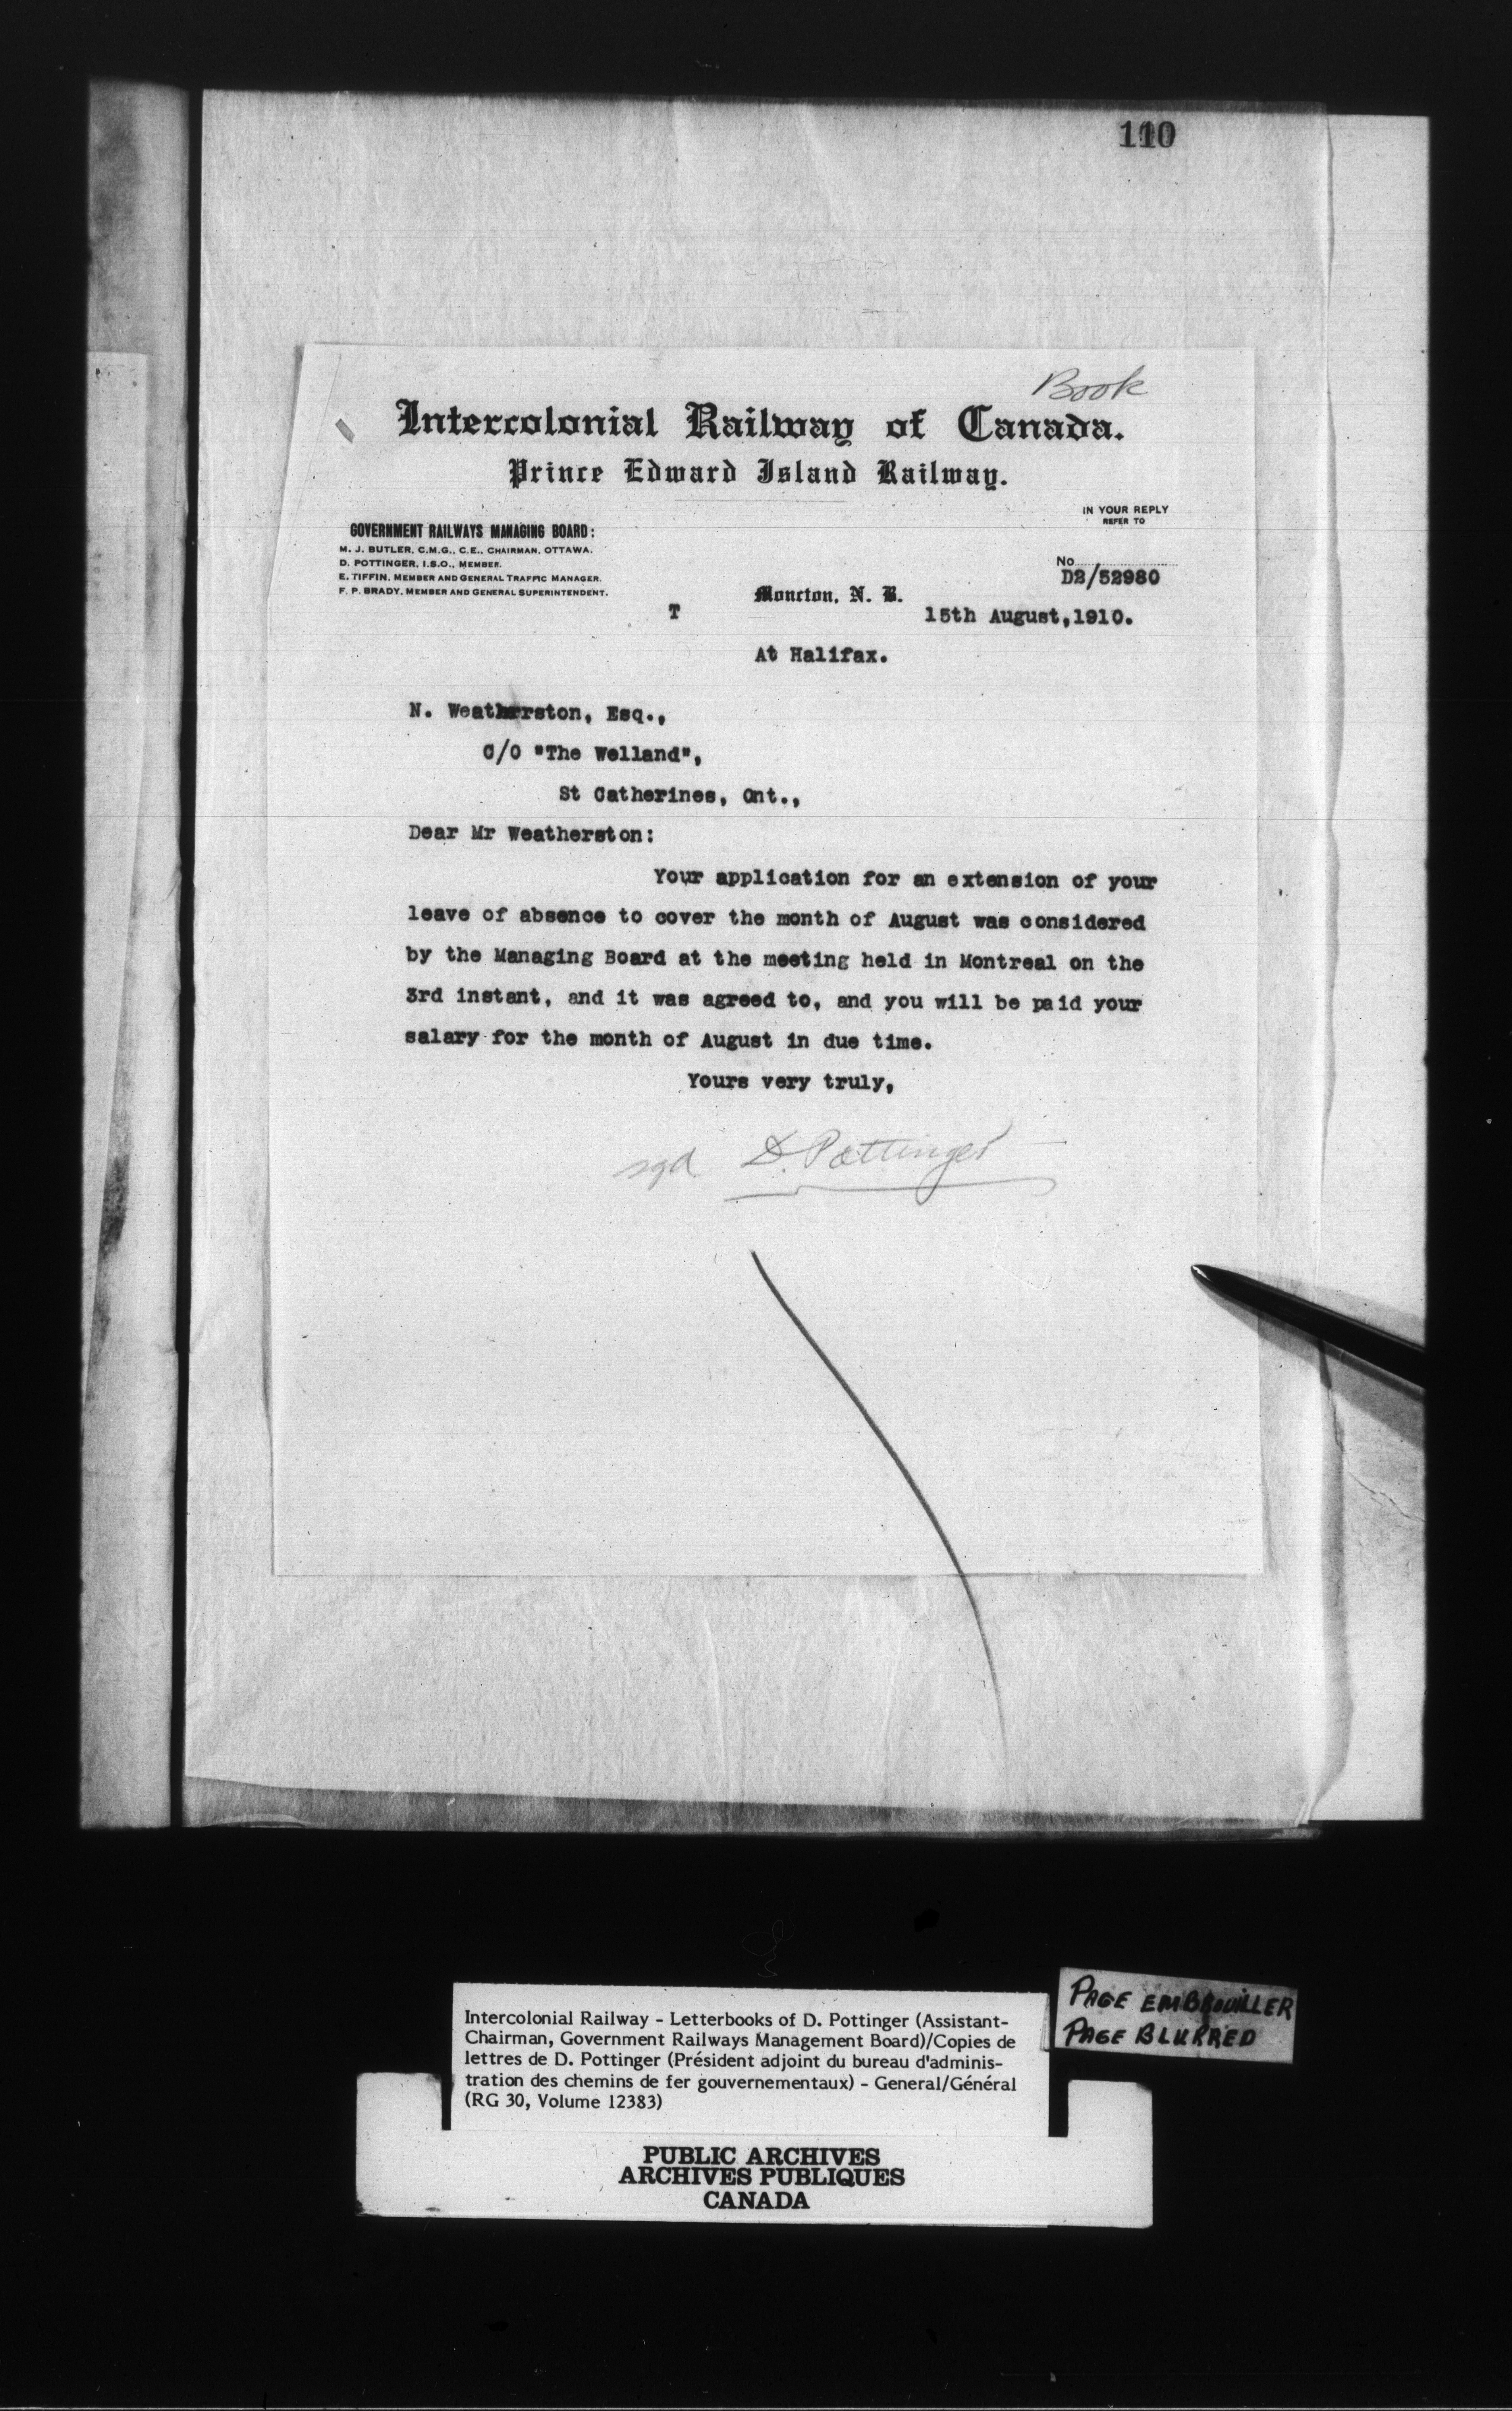 110
Book
Intercolonial Railway of Canada.
Prince Edward Island Railway.
IN YOUR REPLY
REFER TO
GOVERNMENT RAILWAYS MANAGING BOARD:
M. J. BUTLER, C.M.G., C.E., CHAIRMAN, OTTAWA.
D. POTTINGER, I.S.O., MEMBER.
E. TIFFIN, MEMBER AND GENERAL TRAFFIC MANAGER.
F. P. BRADY, MEMBER AND GENERAL SUPERINTENDENT.
No
D2/52980
Moncton, N. B.
T
15th August,1910.
At Halifax.
N. Weatherston, Esq.,
C/O "The Welland",
St Catherines, Ont.,
Dear Mr Weatherston:
Your application for an extension of your
leave of absence to cover the month of August was considered
by the Managing Board at the meeting held in Montreal on the
3rd instant, and it was agreed to, and you will be paid your
salary for the month of August in due time.
Yours very truly,
sgd D. Pottinger
Intercolonial Railway - Letterbooks of D. Pottinger (Assistant-
Chairman, Government Railways Management Board)/Copies de
lettres de D. Pottinger (Président adjoint du bureau d'adminis-
tration des chemins de fer gouvernementaux) - General/Général
(RG 30, Volume 12383)
PAGE EMBROUILLER
PAGE BLURRED
PUBLIC ARCHIVES
ARCHIVES PUBLIQUES
CANADA